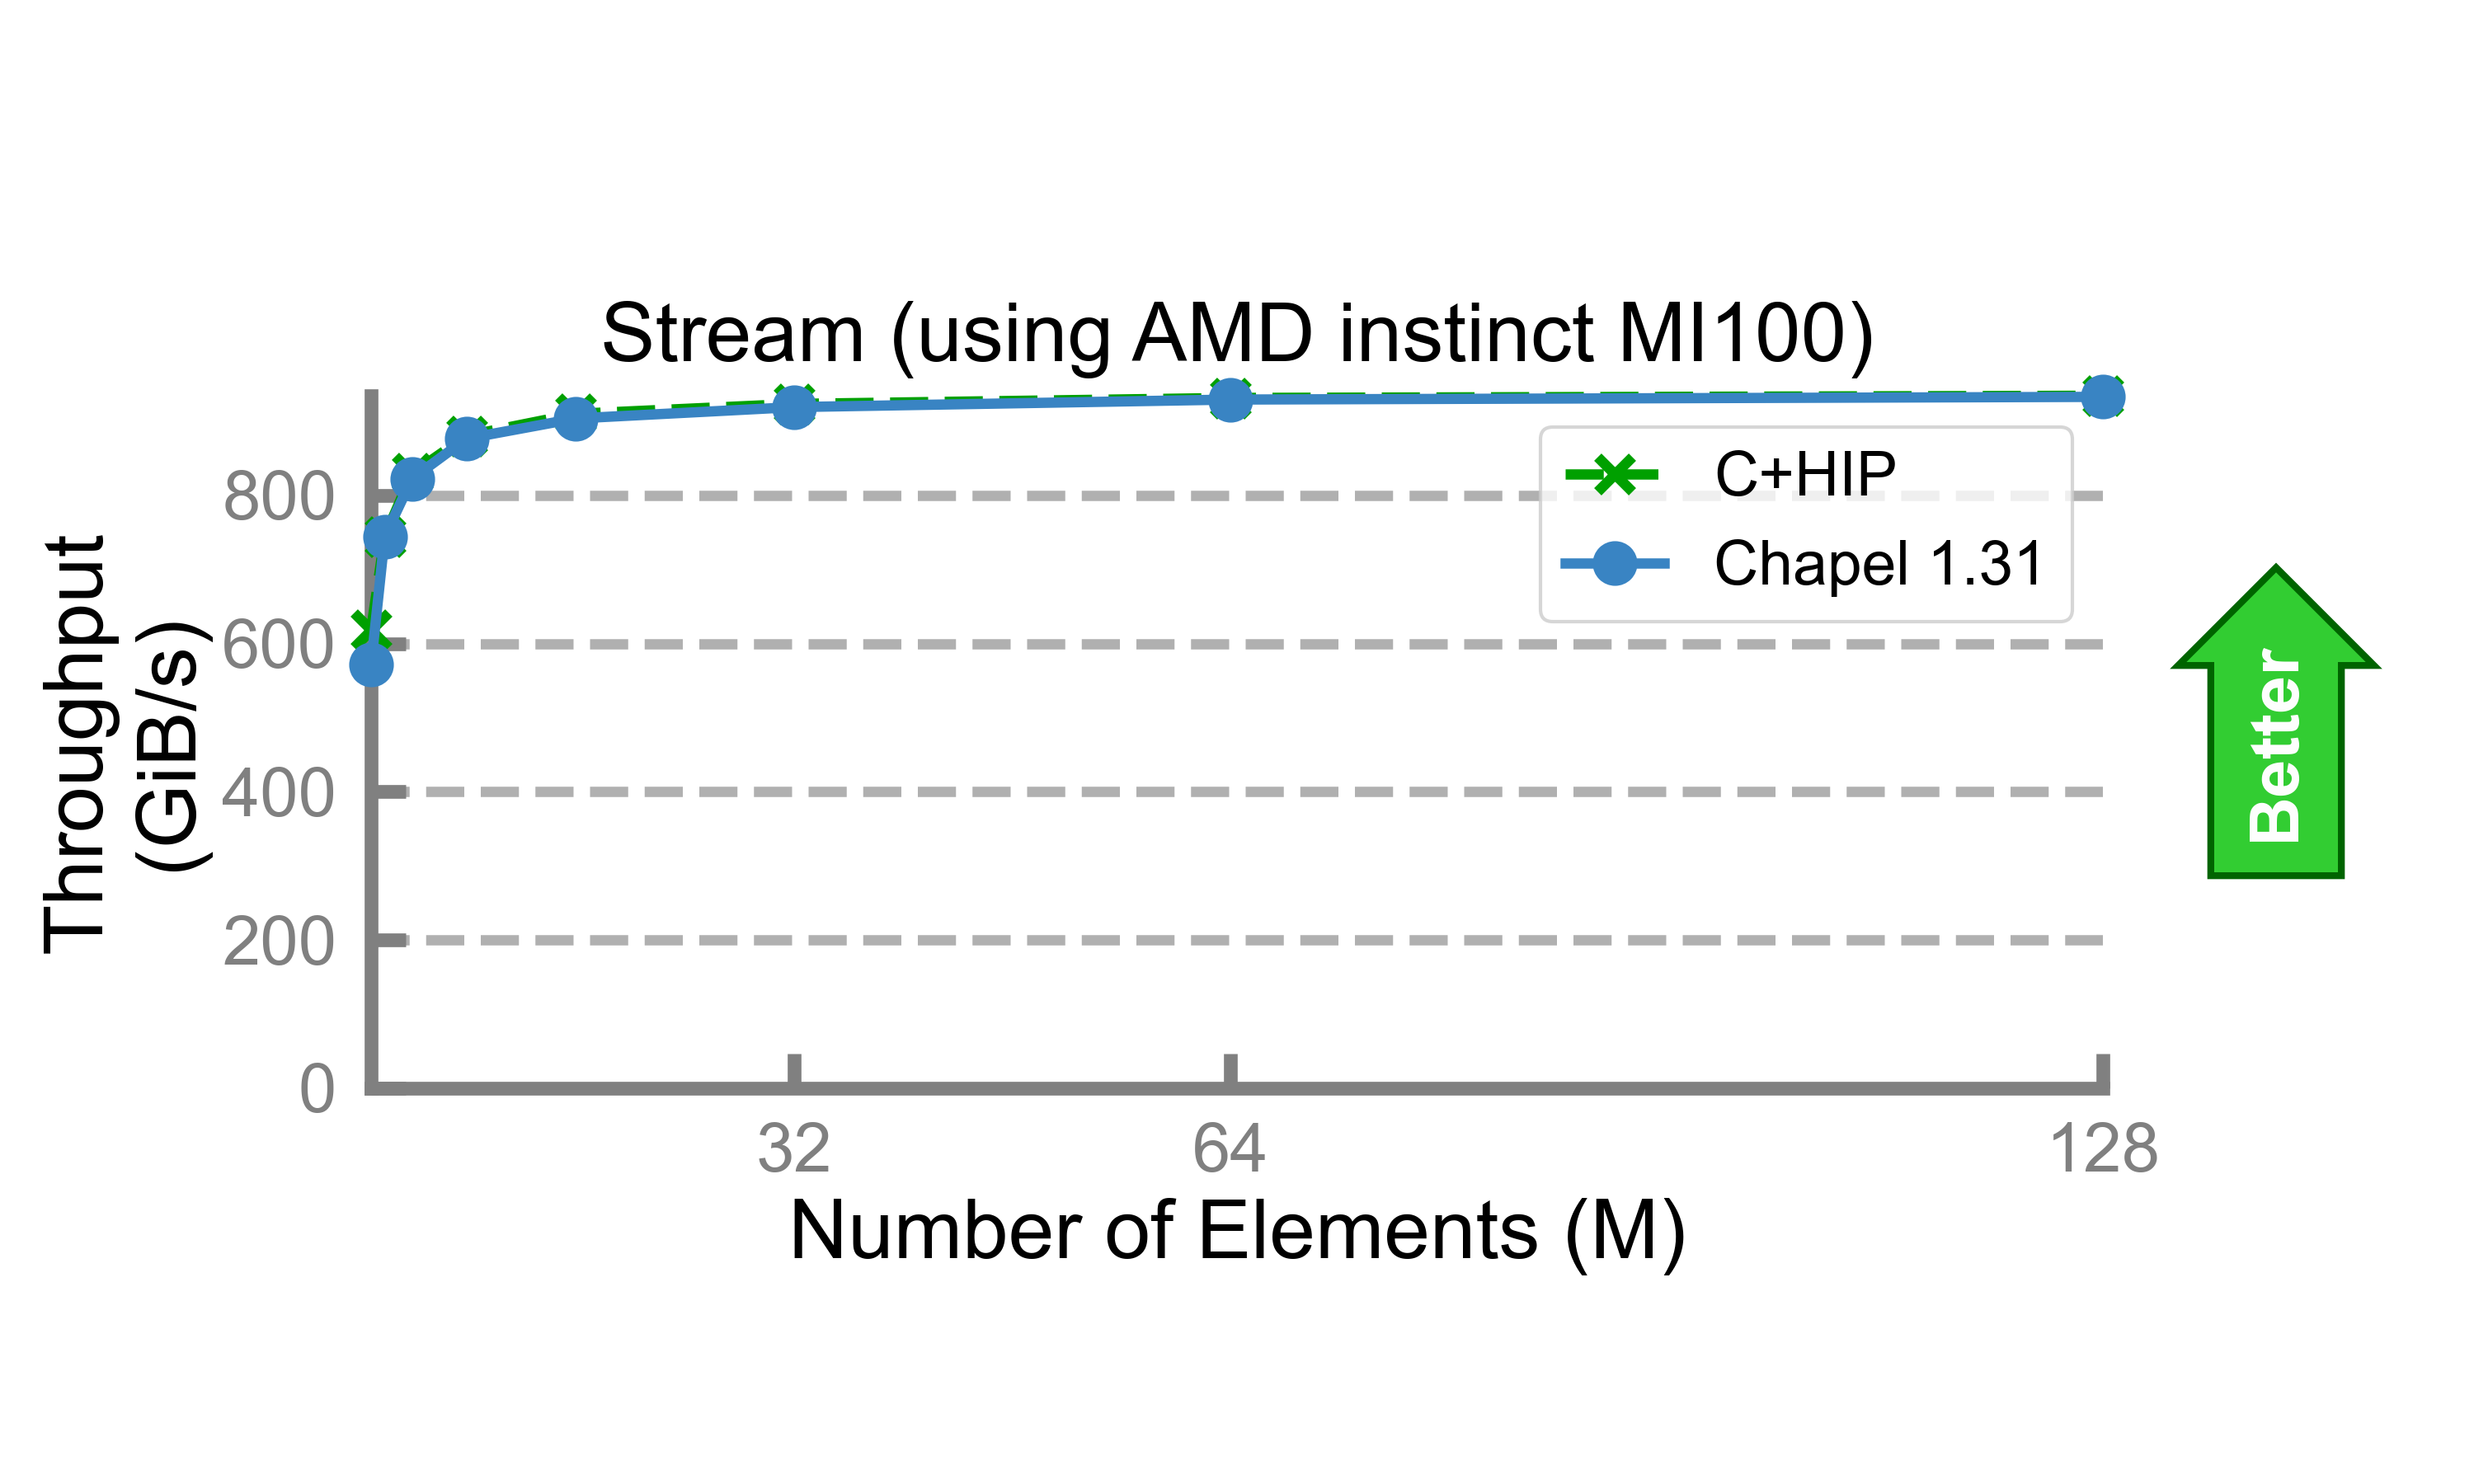 Stream (using AMD instinct MI100)
Throughput
(GiB/s)
800
600
400
200
0
C+HIP
Chapel 1.31
Better
32
64
128
Number of Elements (M)